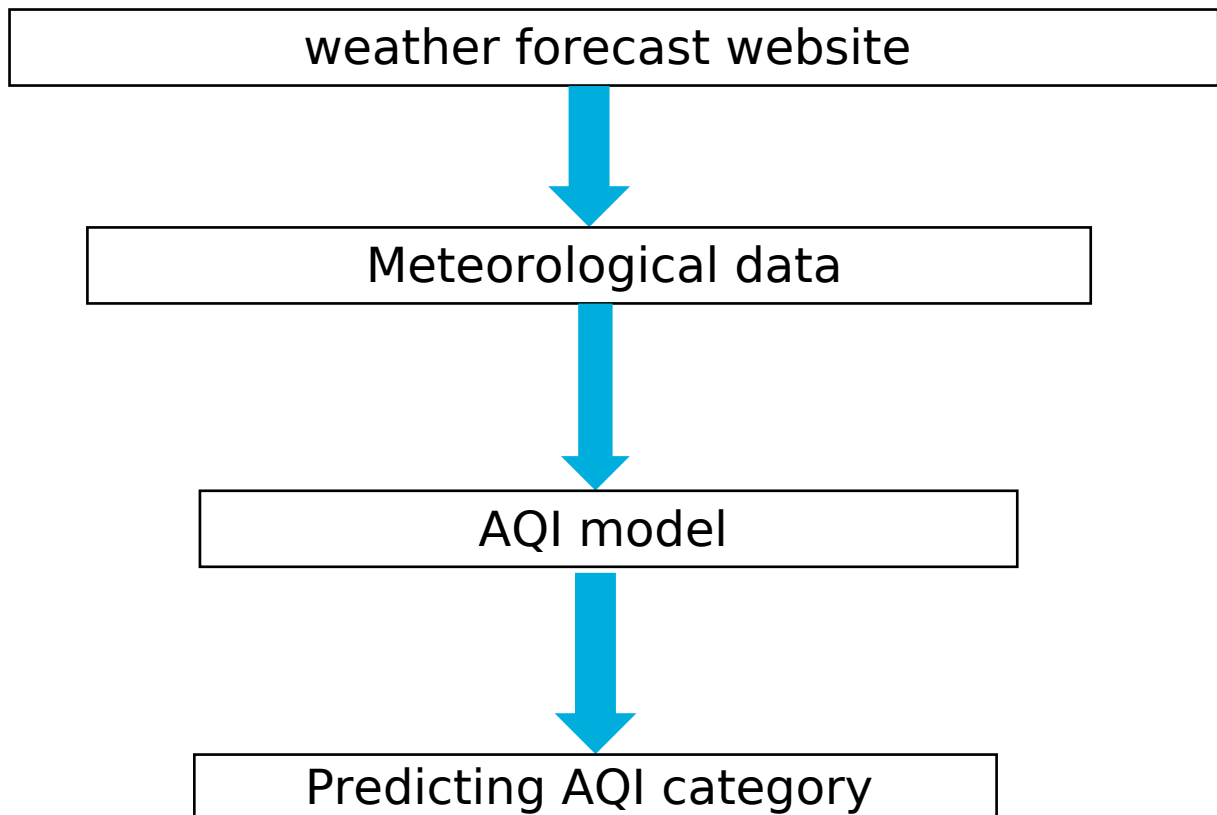 weather forecast website
Meteorological data
AQI model
Predicting AQI category